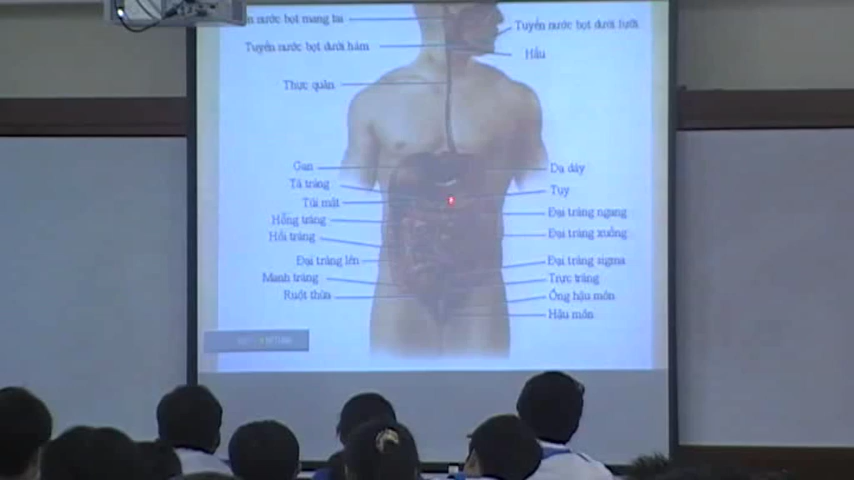 n nước bọt mang tai
Tuyến nước bọt dưới hàm
Thực quản
Gan
Tá tràng
Túi mật
Hỗng tràng
Hồi tràng
Đại tràng lên
Manh tràng
Ruột thừa
Tuyến nước bọt dưới lưỡi
Hầu
Dạ dày
Tụy
Đại tràng ngang
Đại tràng xuống
Đại tràng sigma
Trực tràng
Ống hậu môn
Hậu môn